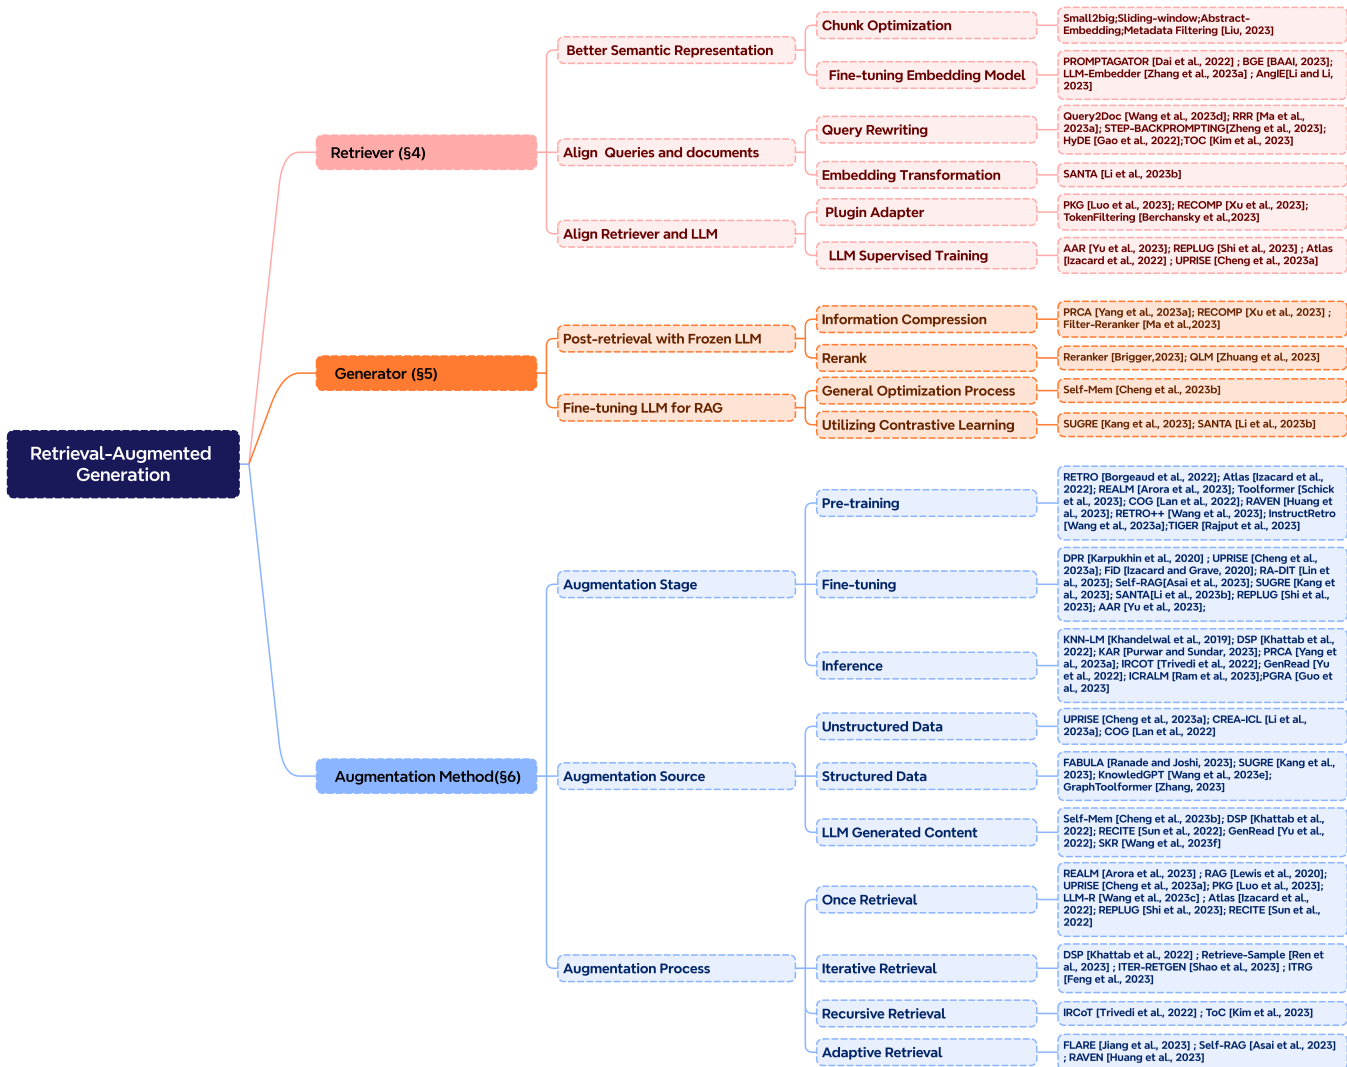 Retrieval-Augmented
Generation
Retriever (§4)
Better Semantic Representation
Chunk Optimization
Small2big;Sliding-window;Abstract-
Embedding;Metadata Filtering [Liu, 2023]
Fine-tuning Embedding Model
PROMPTAGATOR [Dai et al., 2022] ; BGE [BAAI, 2023];
LLM-Embedder [Zhang et al., 2023a] ; AngIE[Li and Li,
2023]
Align  Queries and documents
Query Rewriting
Query2Doc [Wang et al., 2023d]; RRR [Ma et al.,
2023a]; STEP-BACKPROMPTING[Zheng et al., 2023];
HyDE [Gao et al., 2022];TOC [Kim et al., 2023]
Embedding Transformation
SANTA [Li et al., 2023b]
Align Retriever and LLM
Plugin Adapter
PKG [Luo et al., 2023]; RECOMP [Xu et al., 2023];
TokenFiltering [Berchansky et al.,2023]
LLM Supervised Training
AAR [Yu et al., 2023]; REPLUG [Shi et al., 2023] ; Atlas
[Izacard et al., 2022] ; UPRISE [Cheng et al., 2023a]
Generator (§5)
Post-retrieval with Frozen LLM
Information Compression
PRCA [Yang et al., 2023a]; RECOMP [Xu et al., 2023] ;
Filter-Reranker [Ma et al.,2023]
Rerank
Reranker [Brigger,2023]; QLM [Zhuang et al., 2023]
Fine-tuning LLM for RAG
General Optimization Process
Self-Mem [Cheng et al., 2023b]
Utilizing Contrastive Learning
SUGRE [Kang et al., 2023]; SANTA [Li et al., 2023b]
Augmentation Method(§6)
Augmentation Stage
Pre-training
RETRO [Borgeaud et al., 2022]; Atlas [Izacard et al.,
2022]; REALM [Arora et al., 2023]; Toolformer [Schick
et al., 2023]; COG [Lan et al., 2022]; RAVEN [Huang et
al., 2023]; RETRO++ [Wang et al., 2023]; InstructRetro
[Wang et al., 2023a];TIGER [Rajput et al., 2023]
Fine-tuning
DPR [Karpukhin et al., 2020] ; UPRISE [Cheng et al.,
2023a]; FiD [Izacard and Grave, 2020]; RA-DIT [Lin et
al., 2023]; Self-RAG[Asai et al., 2023]; SUGRE [Kang et
al., 2023]; SANTA[Li et al., 2023b]; REPLUG [Shi et al.,
2023]; AAR [Yu et al., 2023];
Inference
KNN-LM [Khandelwal et al., 2019]; DSP [Khattab et al.,
2022]; KAR [Purwar and Sundar, 2023]; PRCA [Yang et
al., 2023a]; IRCOT [Trivedi et al., 2022]; GenRead [Yu
et al., 2022]; ICRALM [Ram et al., 2023];PGRA [Guo et
al., 2023]
Augmentation Source
Unstructured Data
UPRISE [Cheng et al., 2023a]; CREA-ICL [Li et al.,
2023a]; COG [Lan et al., 2022]
Structured Data
FABULA [Ranade and Joshi, 2023]; SUGRE [Kang et al.,
2023]; KnowledGPT [Wang et al., 2023e];
GraphToolformer [Zhang, 2023]
LLM Generated Content
Self-Mem [Cheng et al., 2023b]; DSP [Khattab et al.,
2022]; RECITE [Sun et al., 2022]; GenRead [Yu et al.,
2022]; SKR [Wang et al., 2023f]
Augmentation Process
Once Retrieval
REALM [Arora et al., 2023] ; RAG [Lewis et al., 2020];
UPRISE [Cheng et al., 2023a]; PKG [Luo et al., 2023];
LLM-R [Wang et al., 2023c] ; Atlas [Izacard et al.,
2022]; REPLUG [Shi et al., 2023]; RECITE [Sun et al.,
2022]
Iterative Retrieval
DSP [Khattab et al., 2022] ; Retrieve-Sample [Ren et
al., 2023] ; ITER-RETGEN [Shao et al., 2023] ; ITRG
[Feng et al., 2023]
Recursive Retrieval
IRCoT [Trivedi et al., 2022] ; ToC [Kim et al., 2023]
Adaptive Retrieval
FLARE [Jiang et al., 2023] ; Self-RAG [Asai et al., 2023]
; RAVEN [Huang et al., 2023]